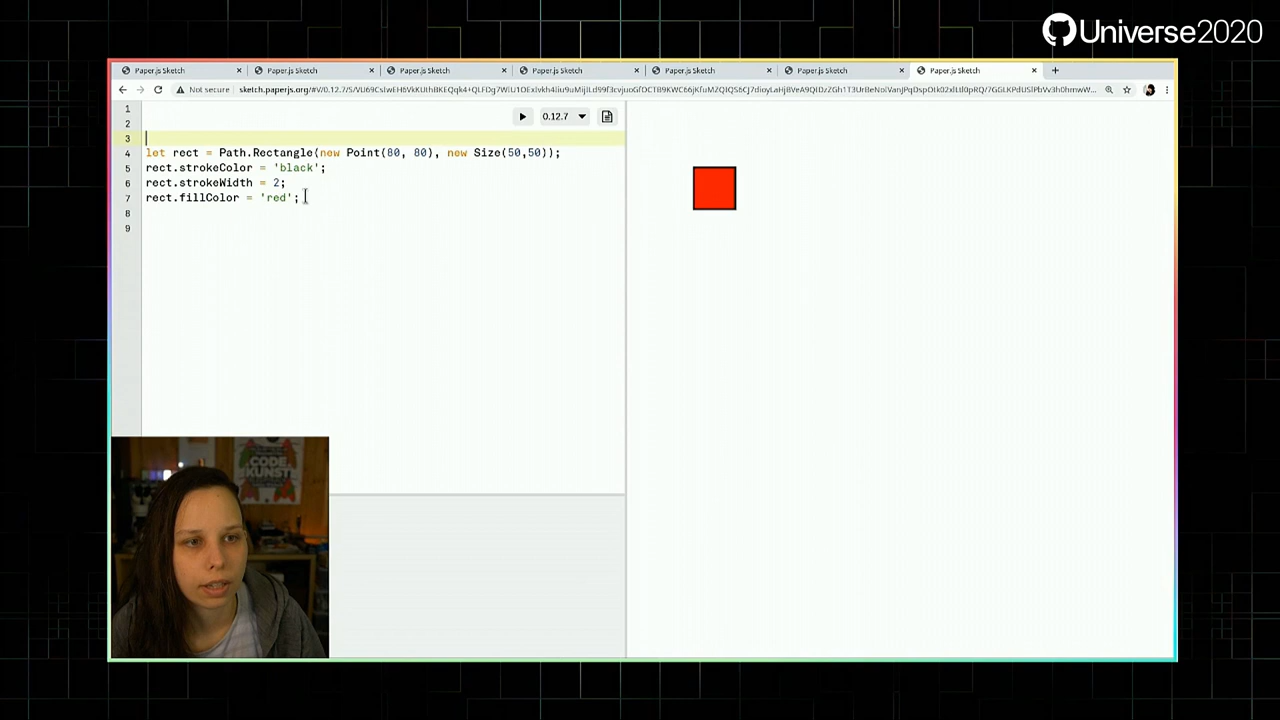 Universe2020
Paper.js Sketch
Paper.js Sketch
Paper.js Sketch
Paper.js Sketch
Paper.js Sketch
Paper.js Sketch
Paper.js Sketch
Not secure
1
2
3
4 let rect = Path.Rectangle(new Point(80, 80), new Size(50,50));
5 rect.strokeColor = 'black';
6 rect.strokeWidth = 2;
7 rect.fillColor = 'red';
8
9
0.12.7
CODE
KUNST